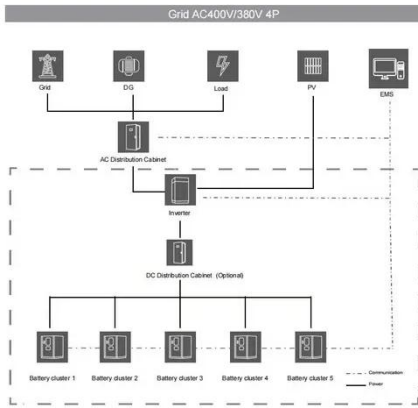 Grid AC400V/380V 4P
Grid
DG
Load
PV
EMS
AC Distribution Cabinet
Inverter
DC Distribution Cabinet (Optional)
Battery cluster 1
Battery cluster 2
Battery cluster 3
Battery cluster 4
Battery cluster 5
Communication
Power